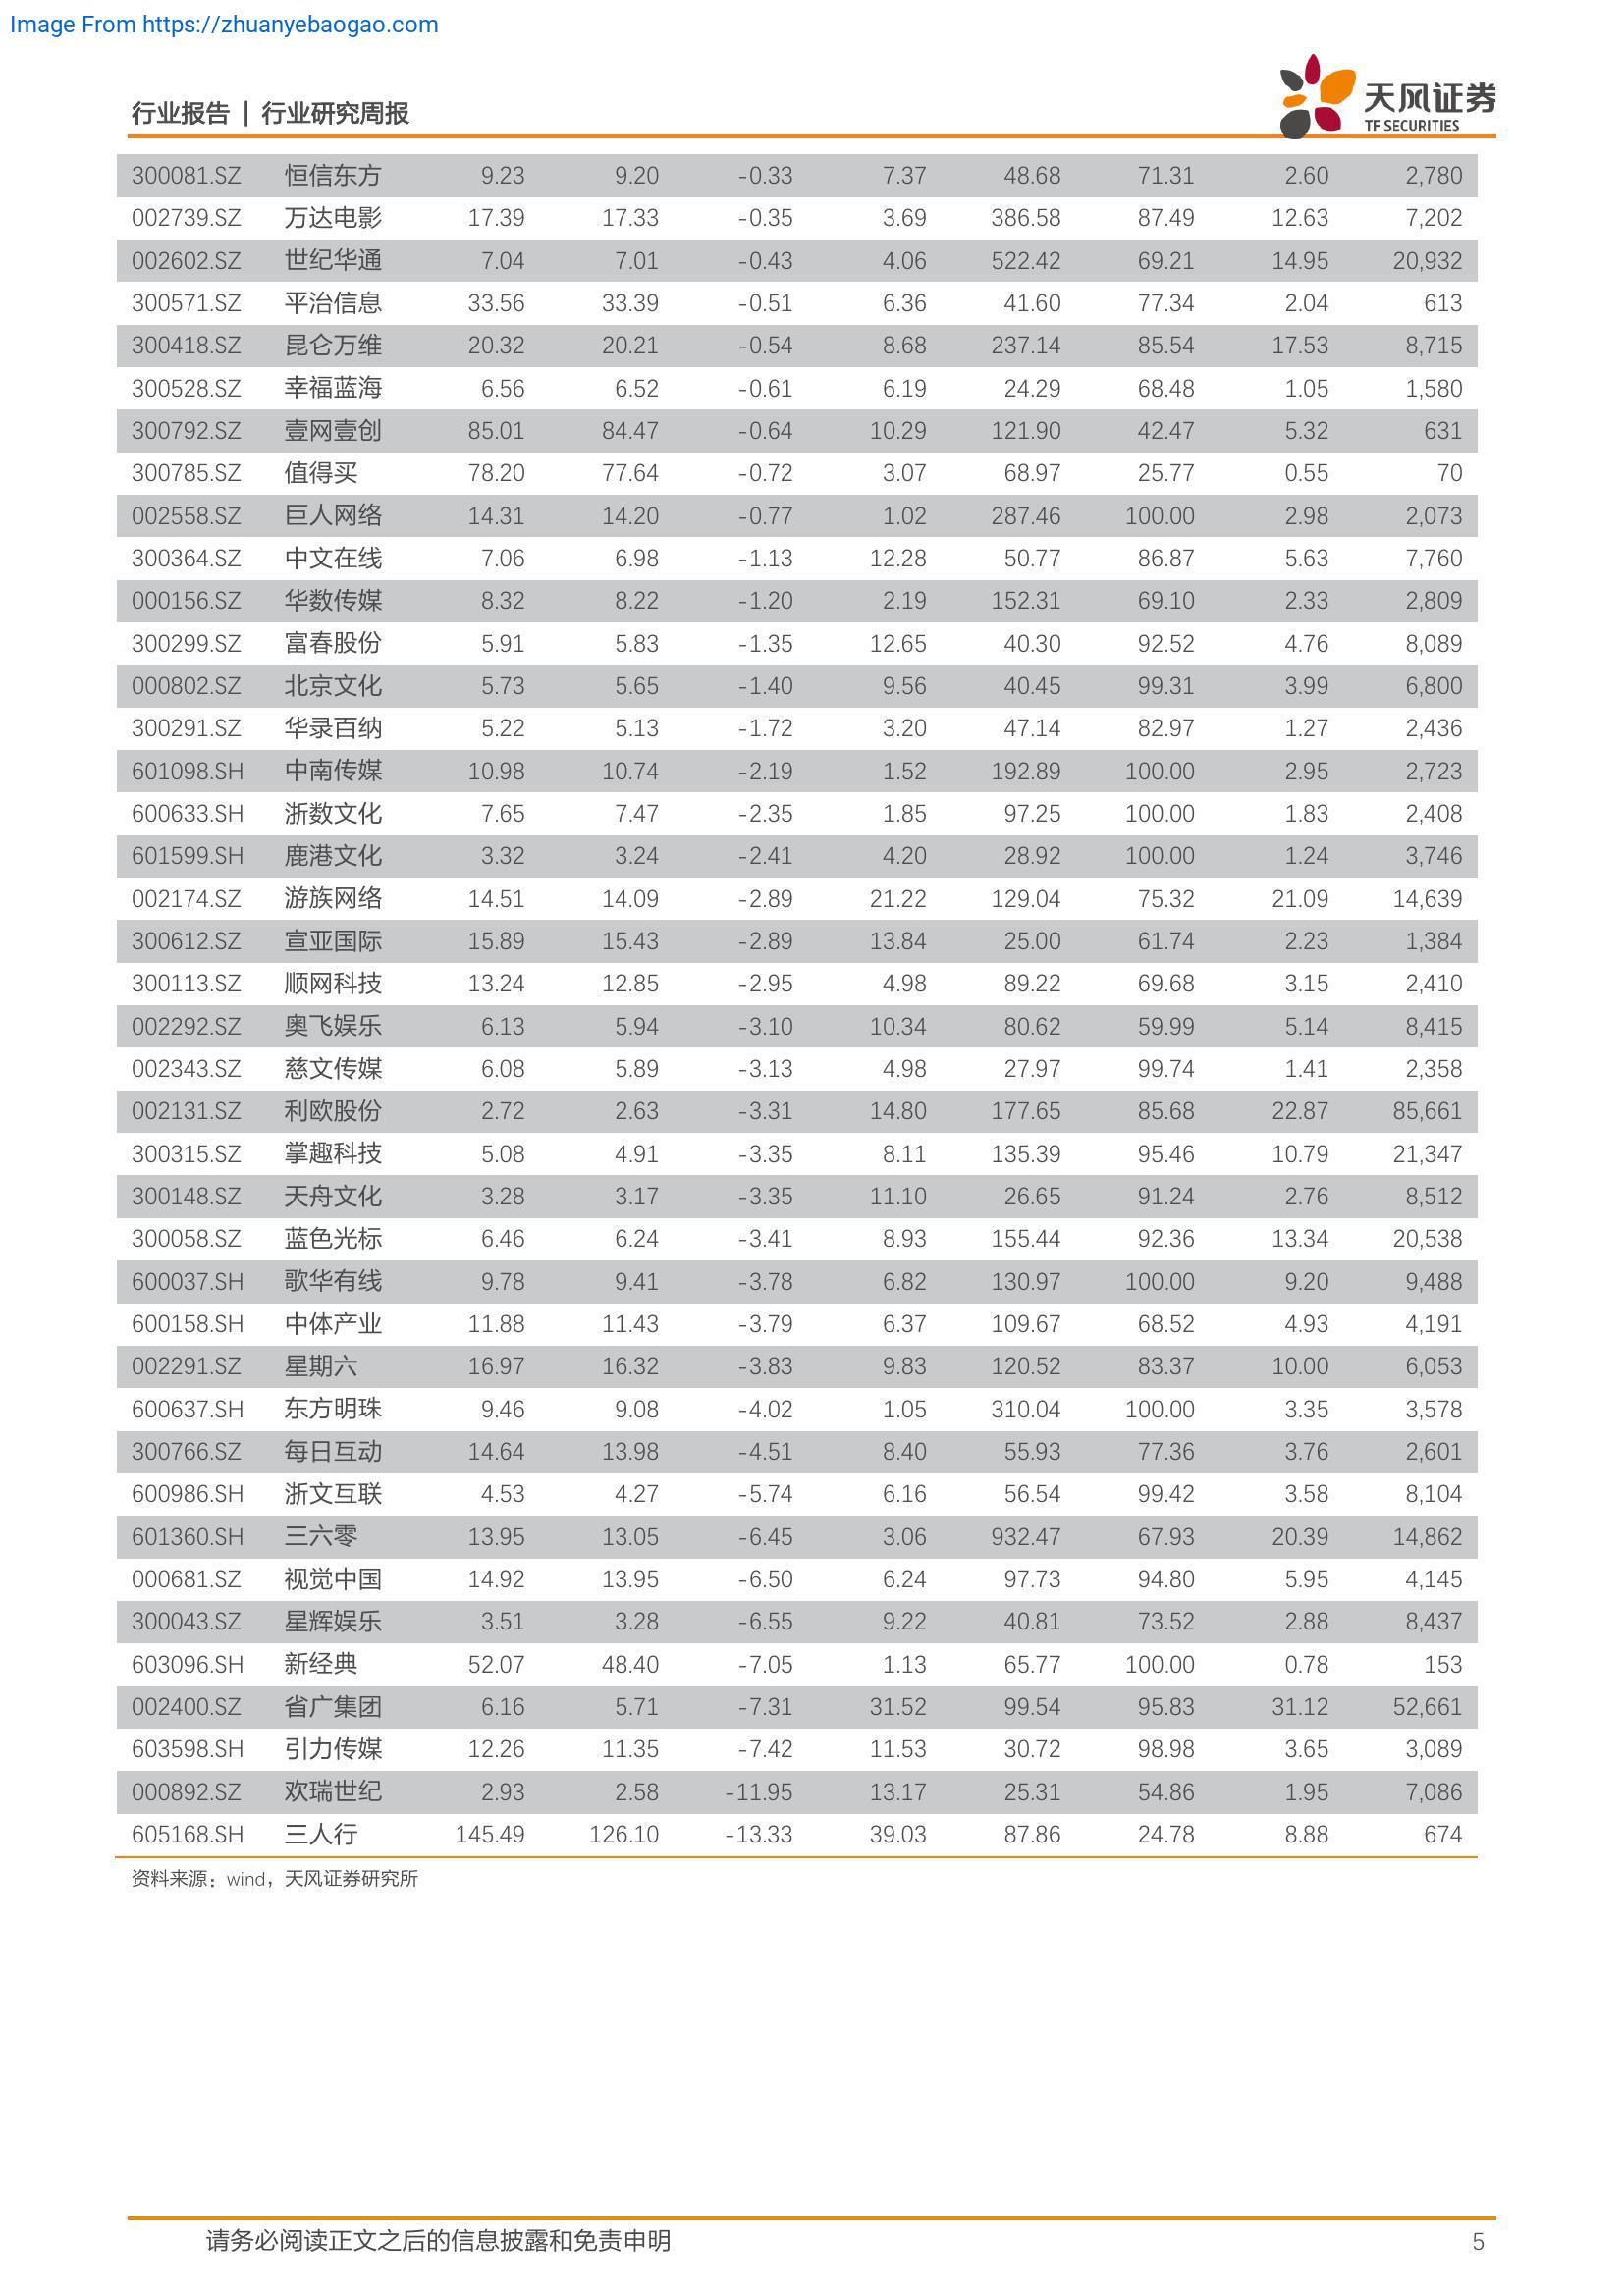 Image From https://zhuanyebaogao.com
行业报告 | 行业研究周报
天风证券
TF SECURITIES
300081.SZ 恒信东方 9.23 9.20 -0.33 7.37 48.68 71.31 2.60 2,780
002739.SZ 万达电影 17.39 17.33 -0.35 3.69 386.58 87.49 12.63 7,202
002602.SZ 世纪华通 7.04 7.01 -0.43 4.06 522.42 69.21 14.95 20,932
300571.SZ 平治信息 33.56 33.39 -0.51 6.36 41.60 77.34 2.04 613
300418.SZ 昆仑万维 20.32 20.21 -0.54 8.68 237.14 85.54 17.53 8,715
300528.SZ 幸福蓝海 6.56 6.52 -0.61 6.19 24.29 68.48 1.05 1,580
300792.SZ 壹网壹创 85.01 84.47 -0.64 10.29 121.90 42.47 5.32 631
300785.SZ 值得买 78.20 77.64 -0.72 3.07 68.97 25.77 0.55 70
002558.SZ 巨人网络 14.31 14.20 -0.77 1.02 287.46 100.00 2.98 2,073
300364.SZ 中文在线 7.06 6.98 -1.13 12.28 50.77 86.87 5.63 7,760
000156.SZ 华数传媒 8.32 8.22 -1.20 2.19 152.31 69.10 2.33 2,809
300299.SZ 富春股份 5.91 5.83 -1.35 12.65 40.30 92.52 4.76 8,089
000802.SZ 北京文化 5.73 5.65 -1.40 9.56 40.45 99.31 3.99 6,800
300291.SZ 华录百纳 5.22 5.13 -1.72 3.20 47.14 82.97 1.27 2,436
601098.SH 中南传媒 10.98 10.74 -2.19 1.52 192.89 100.00 2.95 2,723
600633.SH 浙数文化 7.65 7.47 -2.35 1.85 97.25 100.00 1.83 2,408
601599.SH 鹿港文化 3.32 3.24 -2.41 4.20 28.92 100.00 1.24 3,746
002174.SZ 游族网络 14.51 14.09 -2.89 21.22 129.04 75.32 21.09 14,639
300612.SZ 宣亚国际 15.89 15.43 -2.89 13.84 25.00 61.74 2.23 1,384
300113.SZ 顺网科技 13.24 12.85 -2.95 4.98 89.22 69.68 3.15 2,410
002292.SZ 奥飞娱乐 6.13 5.94 -3.10 10.34 80.62 59.99 5.14 8,415
002343.SZ 慈文传媒 6.08 5.89 -3.13 4.98 27.97 99.74 1.41 2,358
002131.SZ 利欧股份 2.72 2.63 -3.31 14.80 177.65 85.68 22.87 85,661
300315.SZ 掌趣科技 5.08 4.91 -3.35 8.11 135.39 95.46 10.79 21,347
300148.SZ 天舟文化 3.28 3.17 -3.35 11.10 26.65 91.24 2.76 8,512
300058.SZ 蓝色光标 6.46 6.24 -3.41 8.93 155.44 92.36 13.34 20,538
600037.SH 歌华有线 9.78 9.41 -3.78 6.82 130.97 100.00 9.20 9,488
600158.SH 中体产业 11.88 11.43 -3.79 6.37 109.67 68.52 4.93 4,191
002291.SZ 星期六 16.97 16.32 -3.83 9.83 120.52 83.37 10.00 6,053
600637.SH 东方明珠 9.46 9.08 -4.02 1.05 310.04 100.00 3.35 3,578
300766.SZ 每日互动 14.64 13.98 -4.51 8.40 55.93 77.36 3.76 2,601
600986.SH 浙文互联 4.53 4.27 -5.74 6.16 56.54 99.42 3.58 8,104
601360.SH 三六零 13.95 13.05 -6.45 3.06 932.47 67.93 20.39 14,862
000681.SZ 视觉中国 14.92 13.95 -6.50 6.24 97.73 94.80 5.95 4,145
300043.SZ 星辉娱乐 3.51 3.28 -6.55 9.22 40.81 73.52 2.88 8,437
603096.SH 新经典 52.07 48.40 -7.05 1.13 65.77 100.00 0.78 153
002400.SZ 省广集团 6.16 5.71 -7.31 31.52 99.54 95.83 31.12 52,661
603598.SH 引力传媒 12.26 11.35 -7.42 11.53 30.72 98.98 3.65 3,089
000892.SZ 欢瑞世纪 2.93 2.58 -11.95 13.17 25.31 54.86 1.95 7,086
605168.SH 三人行 145.49 126.10 -13.33 39.03 87.86 24.78 8.88 674
资料来源：wind，天风证券研究所
请务必阅读正文之后的信息披露和免责申明 5